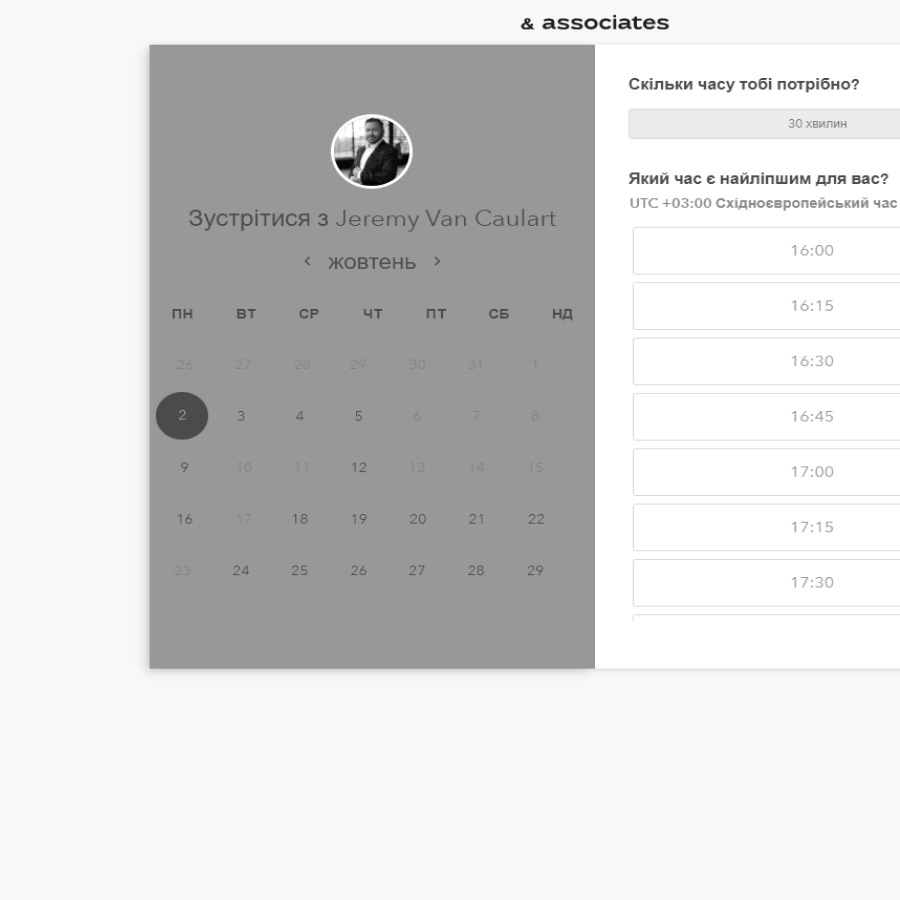 & associates
Зустрітися з Jeremy Van Caulart
‹ жовтень ›
ПН ВТ СР ЧТ ПТ СБ НД
26 27 28 29 30 31 1
2 3 4 5 6 7 8
9 10 11 12 13 14 15
16 17 18 19 20 21 22
23 24 25 26 27 28 29
Скільки часу тобі потрібно?
30 хвилин
Який час є найліпшим для вас?
UTC +03:00 Східноєвропейський час
16:00
16:15
16:30
16:45
17:00
17:15
17:30